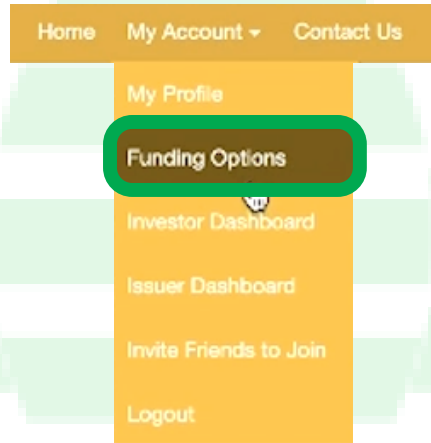 Home My Account Contact Us
My Profile
Funding Options
Investor Dashboard
Issuer Dashboard
Invite Friends to Join
Logout